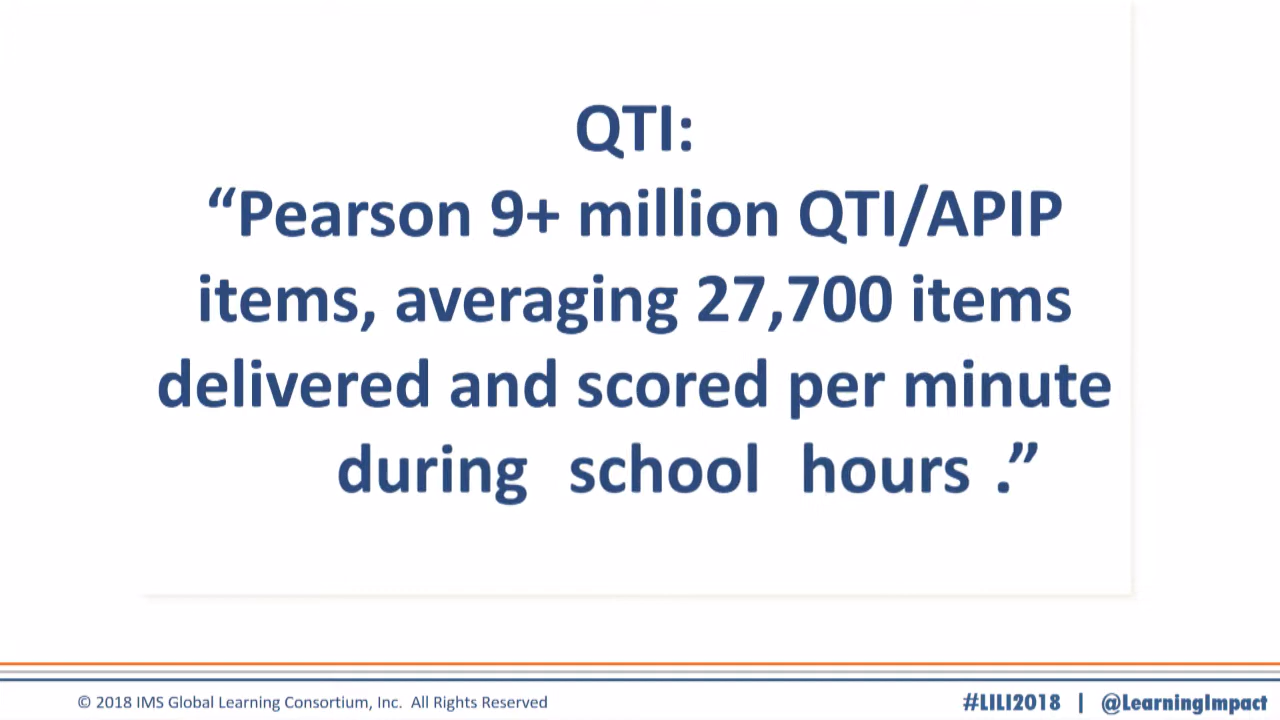 QTI:
“Pearson 9+ million QTI/APIP
items, averaging 27,700 items
delivered and scored per minute
during school hours .”
© 2018 IMS Global Learning Consortium, Inc. All Rights Reserved
#LILI2018 | @LearningImpact